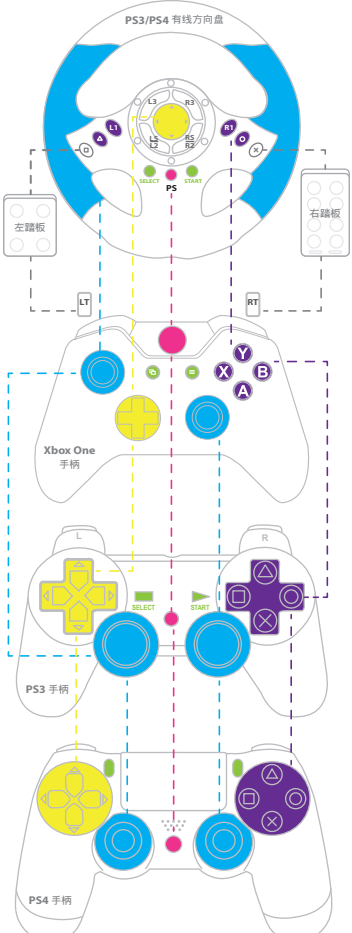 PS3/PS4 有线方向盘
L3 R3
L1 R1
L5 RS
L2 R2
SELECT START
PS
左踏板 右踏板
LT RT
Y
X B
A
Xbox One
手柄
L R
SELECT START
PS3 手柄
PS4 手柄